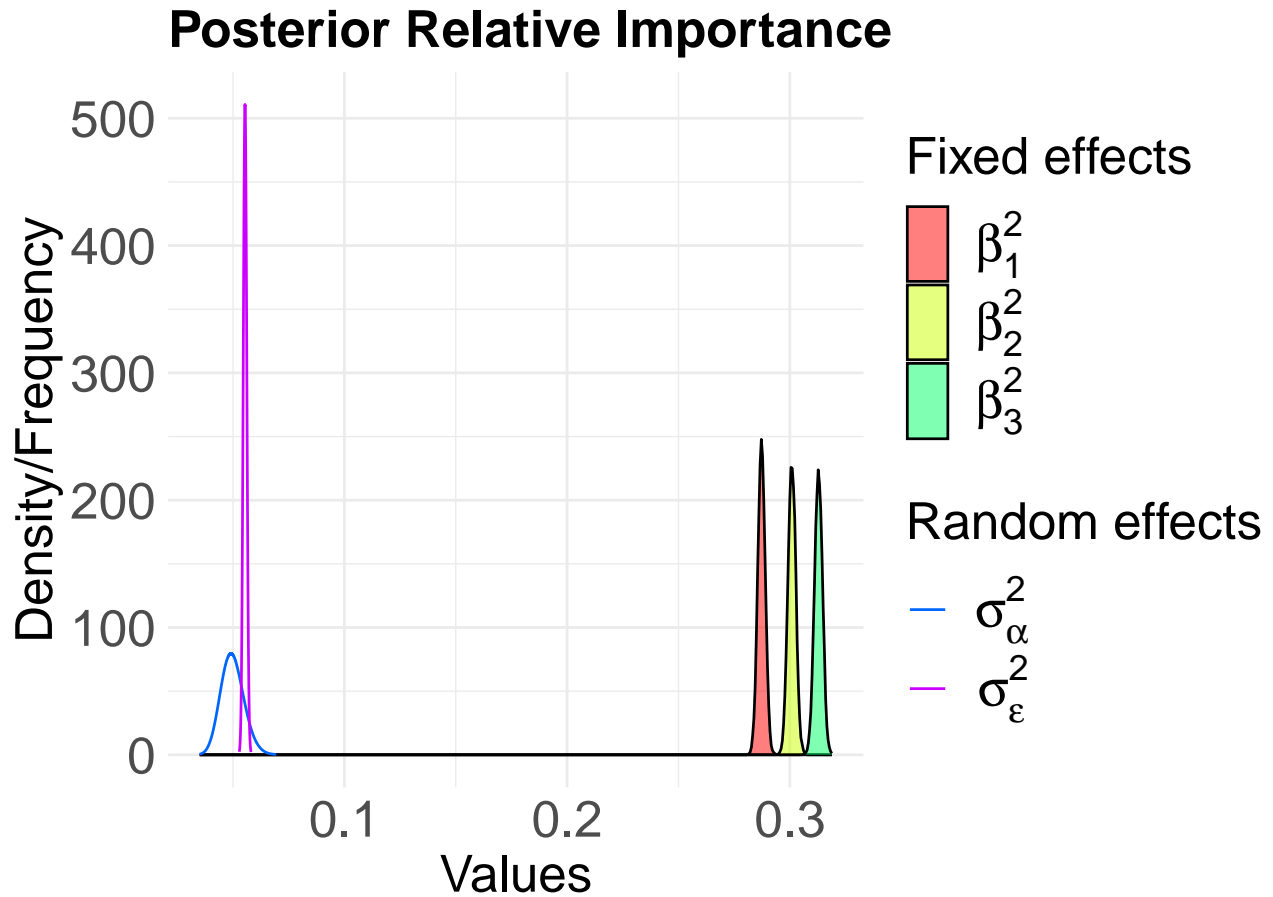 Posterior Relative Importance
Density/Frequency
500
400
300
200
100
0
0.1 0.2 0.3
Values
Fixed effects
β₁²
β₂²
β₃²
Random effects
σ_α²
σ_ε²